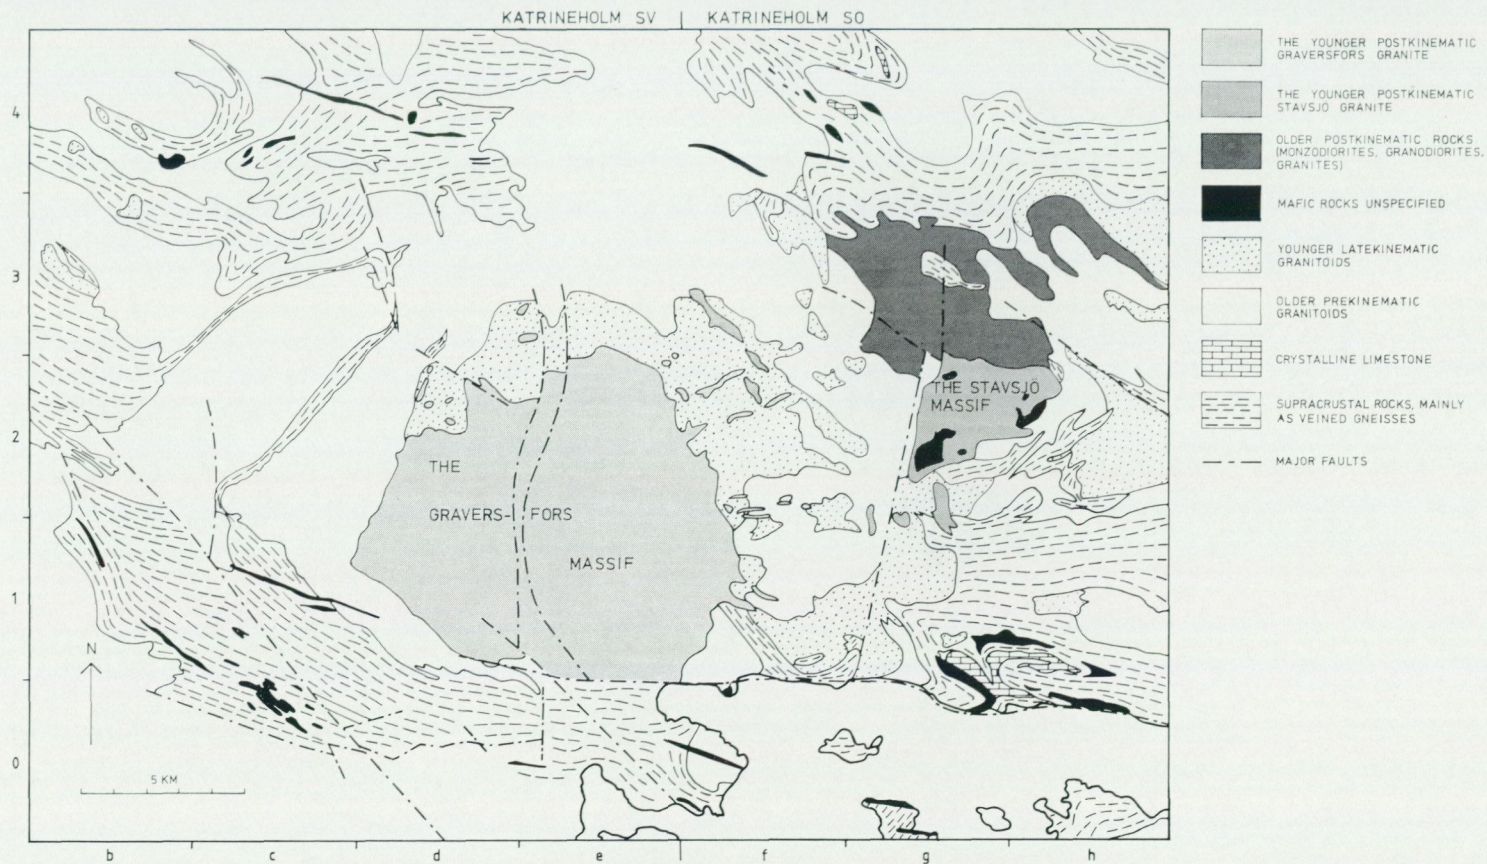 KATRINEHOLM SV | KATRINEHOLM SO
THE YOUNGER POSTKINEMATIC
GRAVERSFORS GRANITE
THE YOUNGER POSTKINEMATIC
STAVSJÖ GRANITE
OLDER POSTKINEMATIC ROCKS
(MONZODIORITES, GRANODIORITES,
GRANITES)
MAFIC ROCKS UNSPECIFIED
YOUNGER LATEKINEMATIC
GRANITOIDS
OLDER PREKINEMATIC
GRANITOIDS
CRYSTALLINE LIMESTONE
SUPRACRUSTAL ROCKS, MAINLY
AS VEINED GNEISSES
MAJOR FAULTS
4
3
2
1
0
THE STAVSJÖ
MASSIF
THE
GRAVERS-FORS
MASSIF
N
5 KM
b c d e f g h